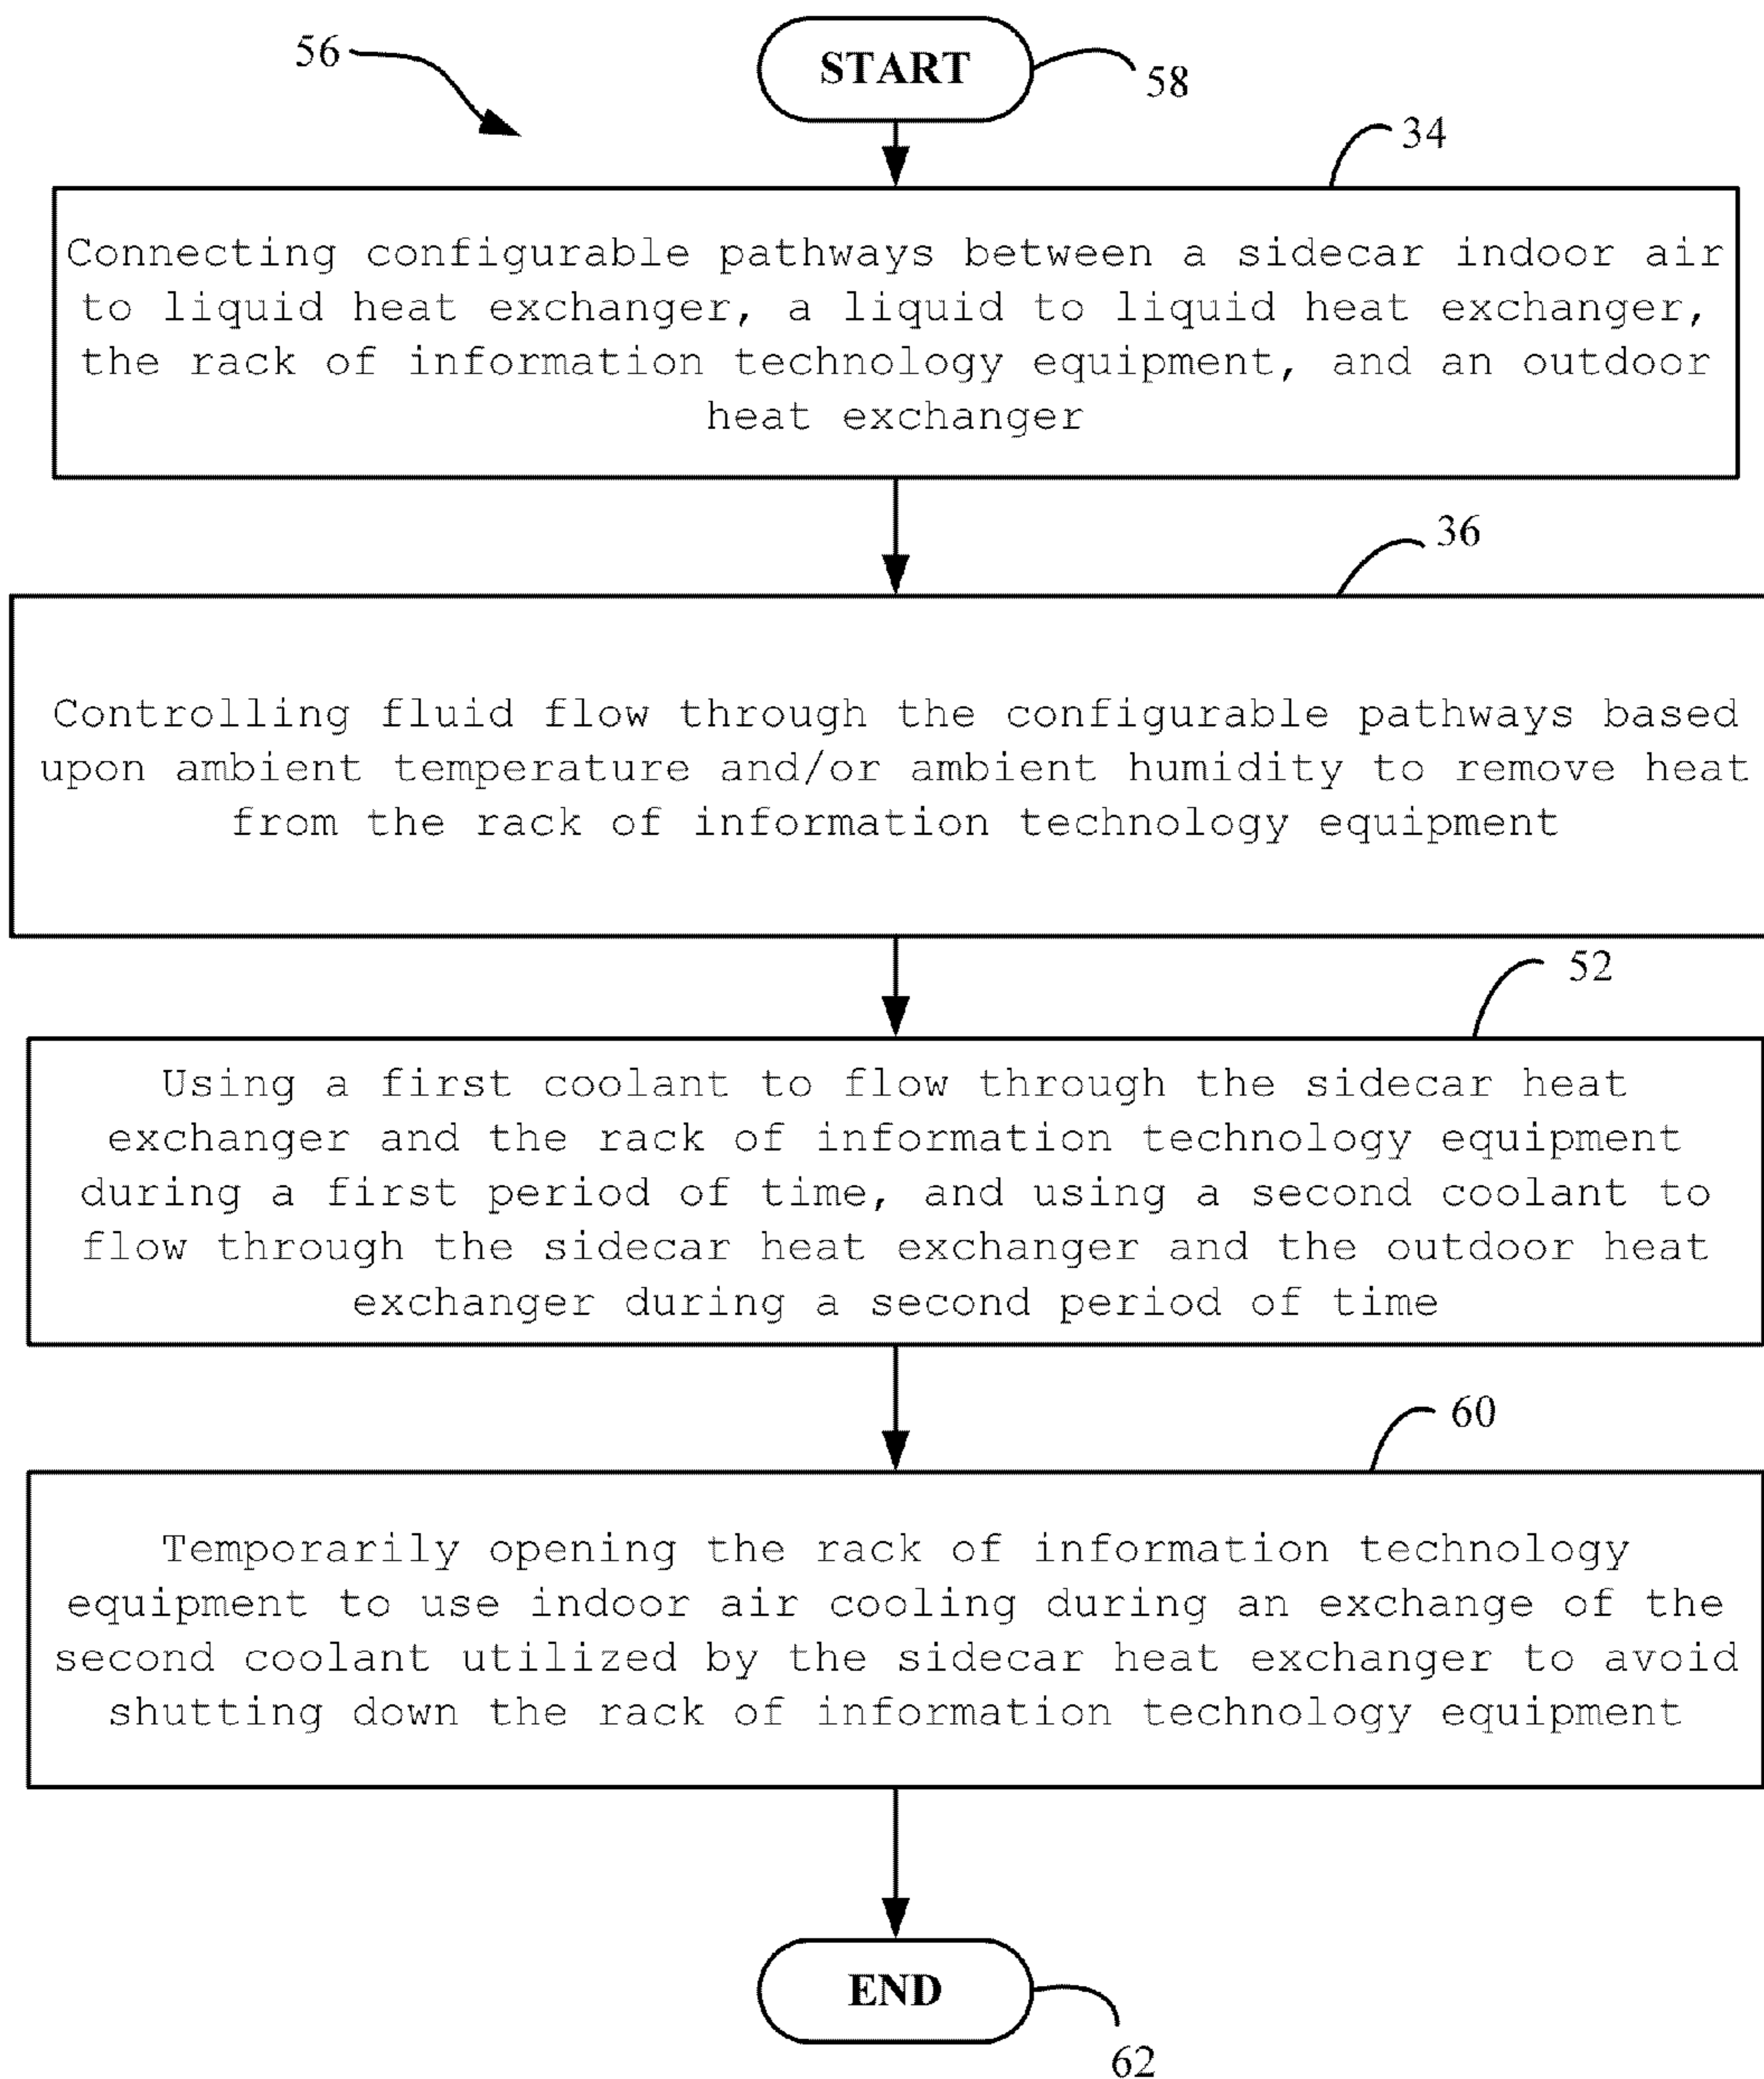 56
START
58
34
Connecting configurable pathways between a sidecar indoor air
to liquid heat exchanger, a liquid to liquid heat exchanger,
the rack of information technology equipment, and an outdoor
heat exchanger
36
Controlling fluid flow through the configurable pathways based
upon ambient temperature and/or ambient humidity to remove heat
from the rack of information technology equipment
52
Using a first coolant to flow through the sidecar heat
exchanger and the rack of information technology equipment
during a first period of time, and using a second coolant to
flow through the sidecar heat exchanger and the outdoor heat
exchanger during a second period of time
60
Temporarily opening the rack of information technology
equipment to use indoor air cooling during an exchange of the
second coolant utilized by the sidecar heat exchanger to avoid
shutting down the rack of information technology equipment
END
62